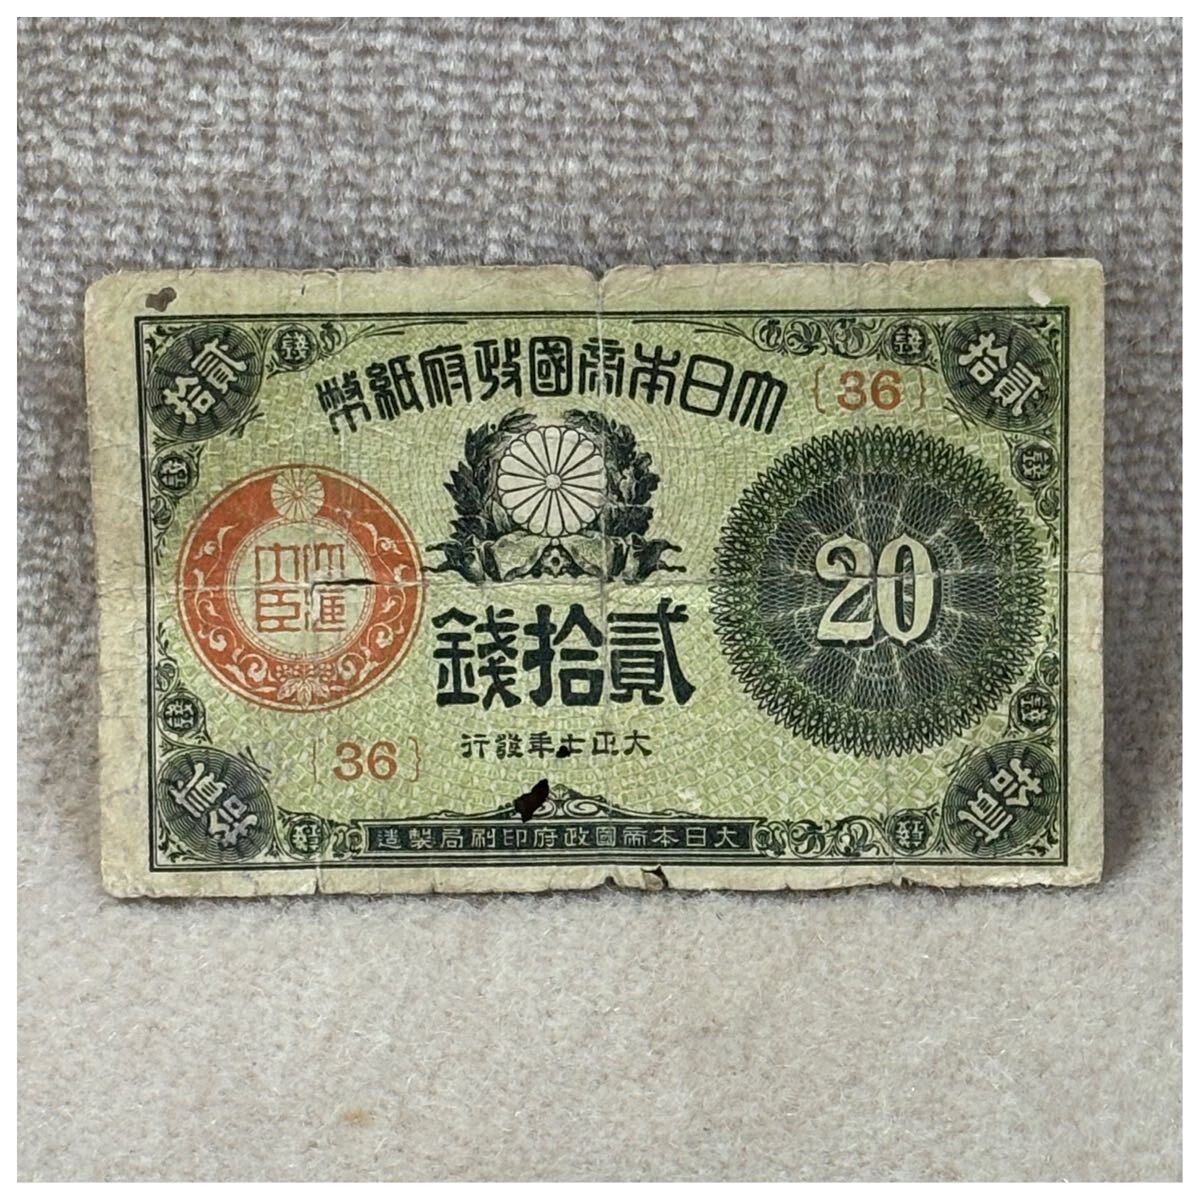 大日本帝國政府紙幣
{36}
貳拾
貳拾
大藏
大臣
20
貳拾錢
大正七年發行
{36}
貳拾
貳拾
大日本帝國政府印刷局製造